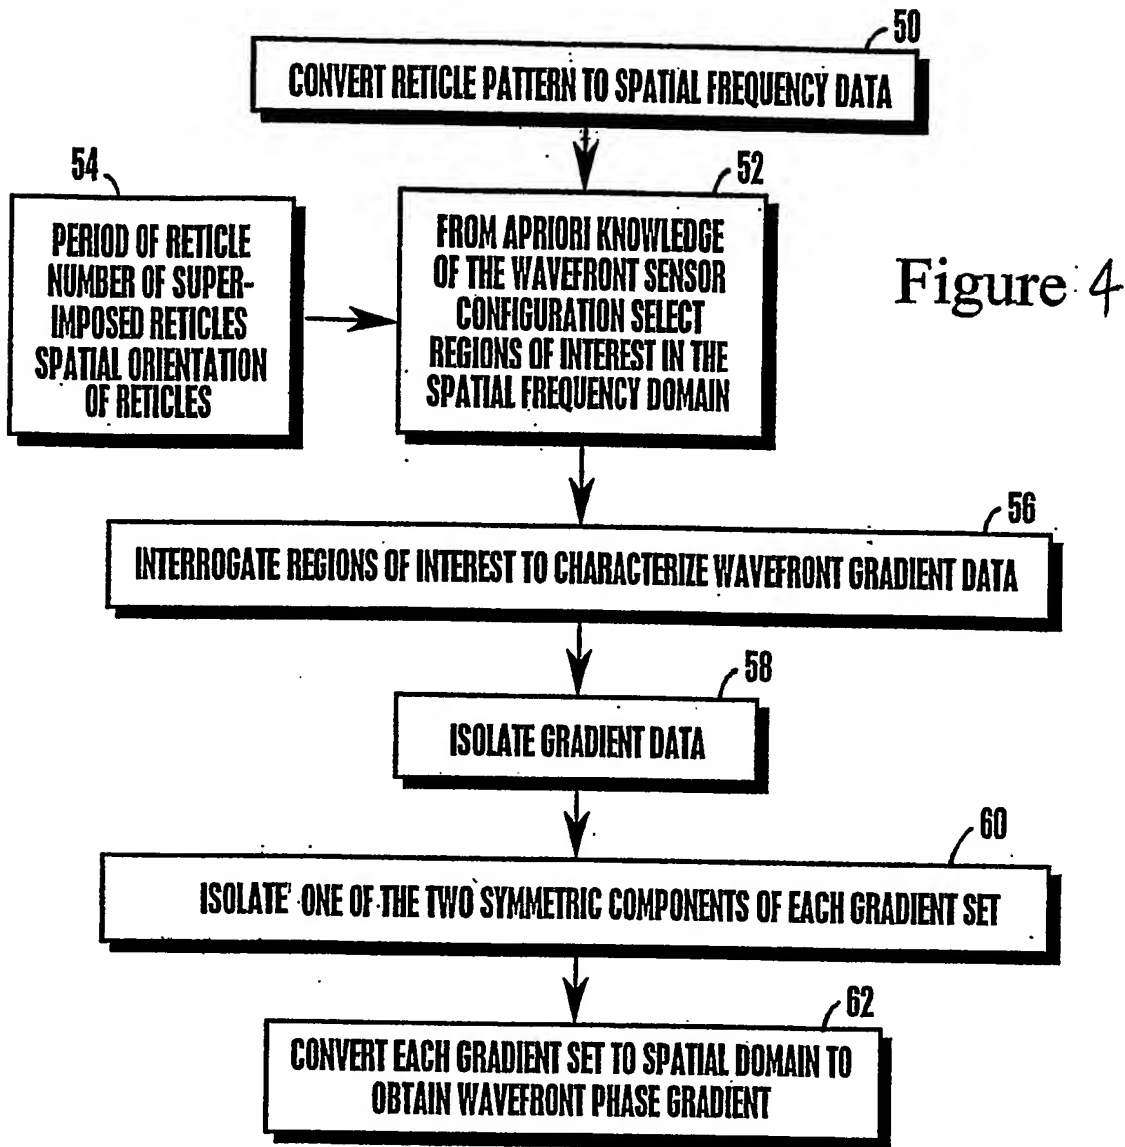 50
CONVERT RETICLE PATTERN TO SPATIAL FREQUENCY DATA
54
PERIOD OF RETICLE
NUMBER OF SUPER-
IMPOSED RETICLES
SPATIAL ORIENTATION
OF RETICLES
52
FROM APRIORI KNOWLEDGE
OF THE WAVEFRONT SENSOR
CONFIGURATION SELECT
REGIONS OF INTEREST IN THE
SPATIAL FREQUENCY DOMAIN
Figure 4
56
INTERROGATE REGIONS OF INTEREST TO CHARACTERIZE WAVEFRONT GRADIENT DATA
58
ISOLATE GRADIENT DATA
60
ISOLATE ONE OF THE TWO SYMMETRIC COMPONENTS OF EACH GRADIENT SET
62
CONVERT EACH GRADIENT SET TO SPATIAL DOMAIN TO
OBTAIN WAVEFRONT PHASE GRADIENT